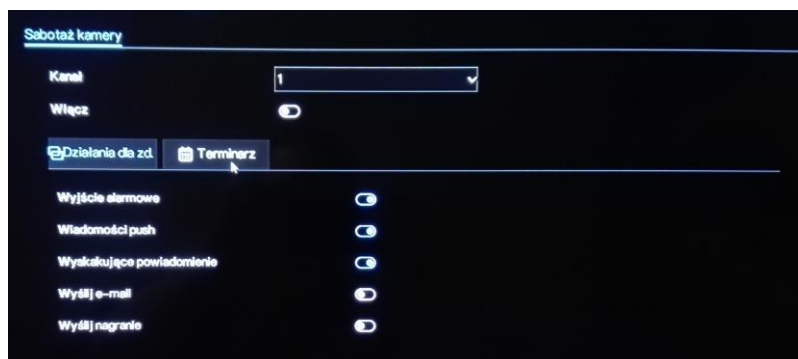 Sabotaż kamery
Kanał 1
Włącz
Działania dla zd. Terminarz
Wyjście alarmowe
Wiadomości push
Wyskakujące powiadomienie
Wyślij e-mail
Wyślij nagranie